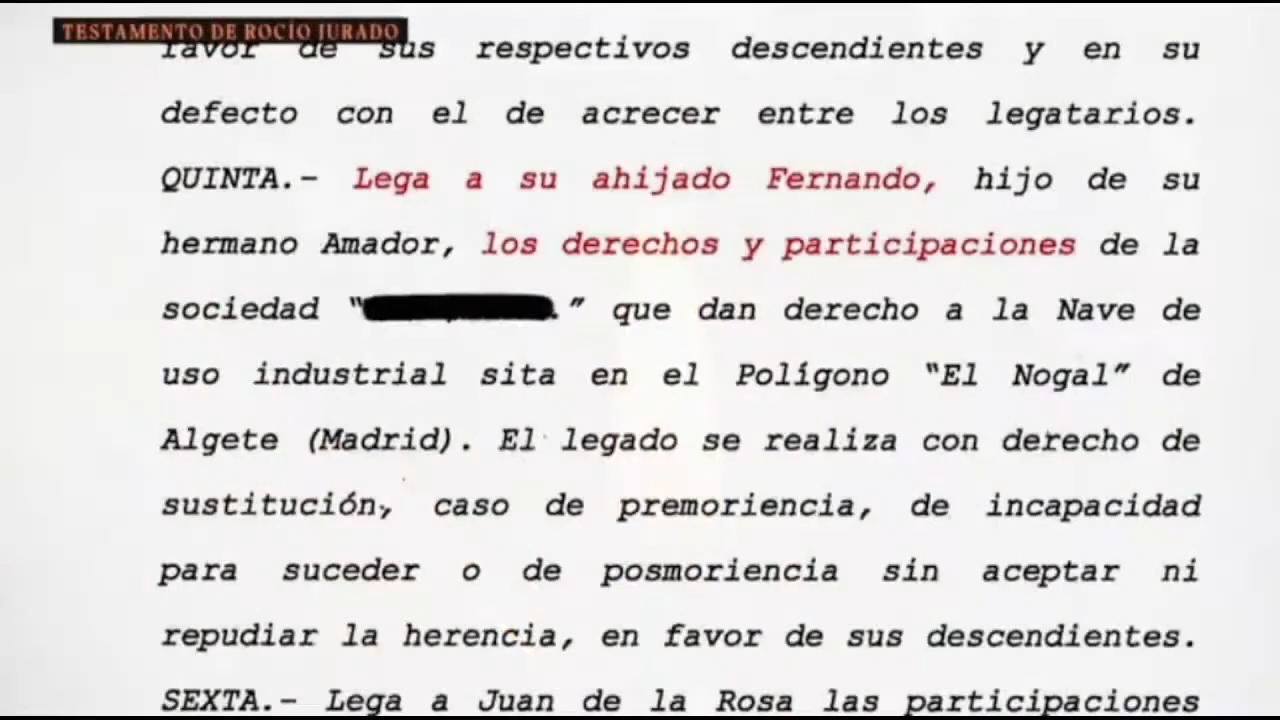 TESTAMENTO DE ROCÍO JURADO
favor de sus respectivos descendientes y en su
defecto con el de acrecer entre los legatarios.
QUINTA.- Lega a su ahijado Fernando, hijo de su
hermano Amador, los derechos y participaciones de la
sociedad “ .” que dan derecho a la Nave de
uso industrial sita en el Polígono “El Nogal” de
Algete (Madrid). El legado se realiza con derecho de
sustitución, caso de premoriencia, de incapacidad
para suceder o de posmoriencia sin aceptar ni
repudiar la herencia, en favor de sus descendientes.
SEXTA.- Lega a Juan de la Rosa las participaciones